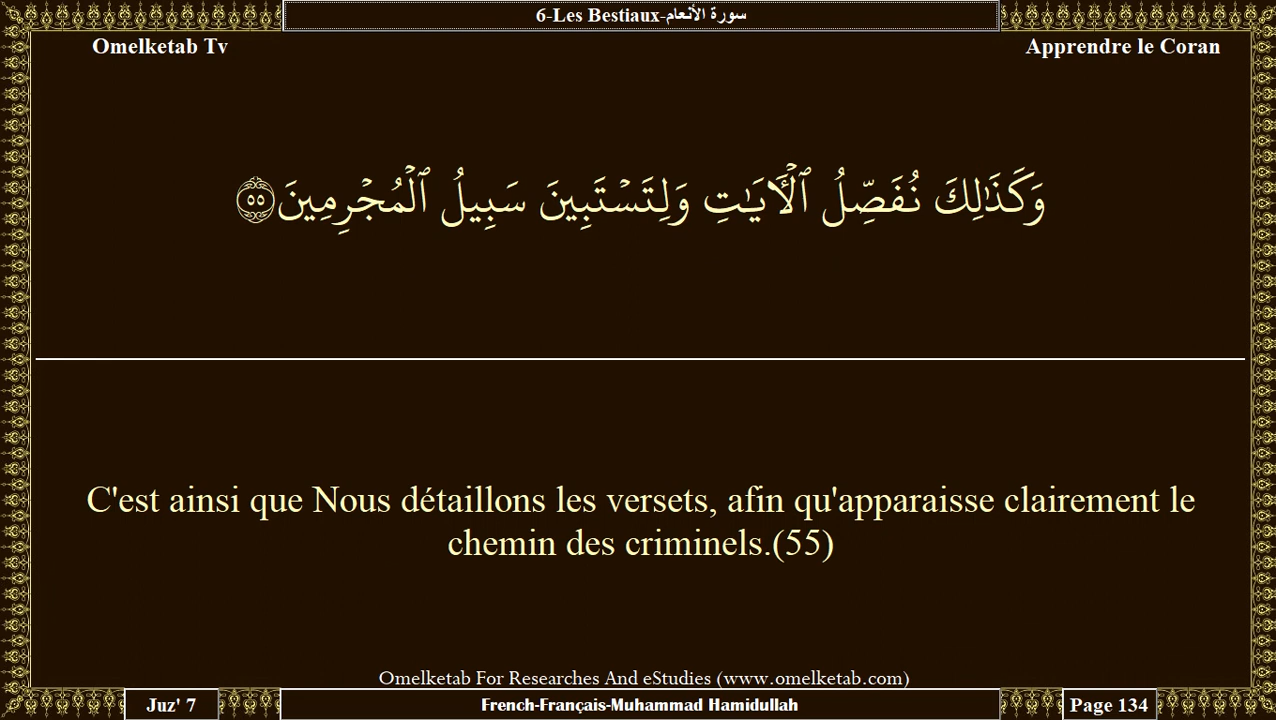 6-Les Bestiaux-سورة الأنعام
Omelketab Tv
Apprendre le Coran
وَكَذَٰلِكَ نُفَصِّلُ ٱلْـَٔايَـٰتِ وَلِتَسْتَبِينَ سَبِيلُ ٱلْمُجْرِمِينَ ٥٥
C'est ainsi que Nous détaillons les versets, afin qu'apparaisse clairement le
chemin des criminels.(55)
Omelketab For Researches And eStudies (www.omelketab.com)
Juz' 7
French-Français-Muhammad Hamidullah
Page 134